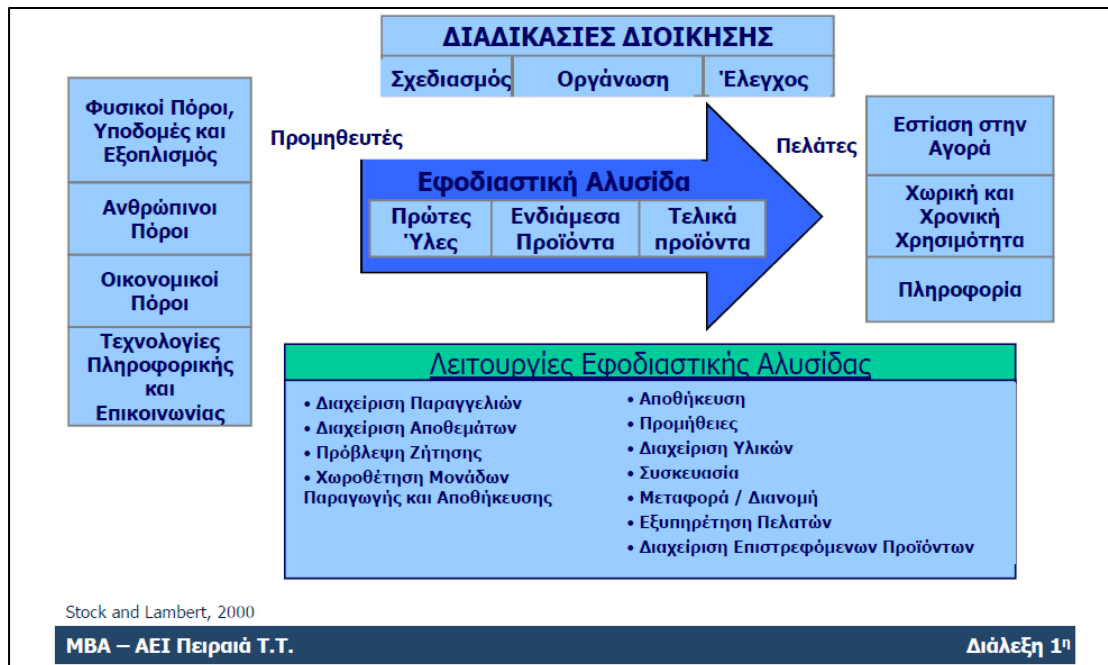 ΔΙΑΔΙΚΑΣΙΕΣ ΔΙΟΙΚΗΣΗΣ
Σχεδιασμός Οργάνωση Έλεγχος
Φυσικοί Πόροι,
Υποδομές και
Εξοπλισμός
Ανθρώπινοι
Πόροι
Οικονομικοί
Πόροι
Τεχνολογίες
Πληροφορικής
και
Επικοινωνίας
Προμηθευτές
Εφοδιαστική Αλυσίδα
Πρώτες
Ύλες
Ενδιάμεσα
Προϊόντα
Τελικά
προϊόντα
Πελάτες
Εστίαση στην
Αγορά
Χωρική και
Χρονική
Χρησιμότητα
Πληροφορία
Λειτουργίες Εφοδιαστικής Αλυσίδας
• Διαχείριση Παραγγελιών
• Διαχείριση Αποθεμάτων
• Πρόβλεψη Ζήτησης
• Χωροθέτηση Μονάδων
Παραγωγής και Αποθήκευσης
• Αποθήκευση
• Προμήθειες
• Διαχείριση Υλικών
• Συσκευασία
• Μεταφορά / Διανομή
• Εξυπηρέτηση Πελατών
• Διαχείριση Επιστρεφόμενων Προϊόντων
Stock and Lambert, 2000
MBA – ΑΕΙ Πειραιά Τ.Τ. Διάλεξη 1η